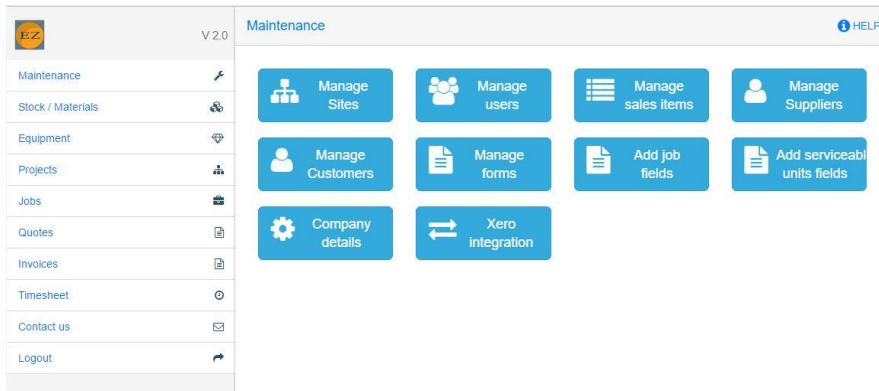 EZ
V 2.0
Maintenance
Stock / Materials
Equipment
Projects
Jobs
Quotes
Invoices
Timesheet
Contact us
Logout
Maintenance
HELP
Manage
Sites
Manage
users
Manage
sales items
Manage
Suppliers
Manage
Customers
Manage
forms
Add job
fields
Add serviceabl
units fields
Company
details
Xero
integration